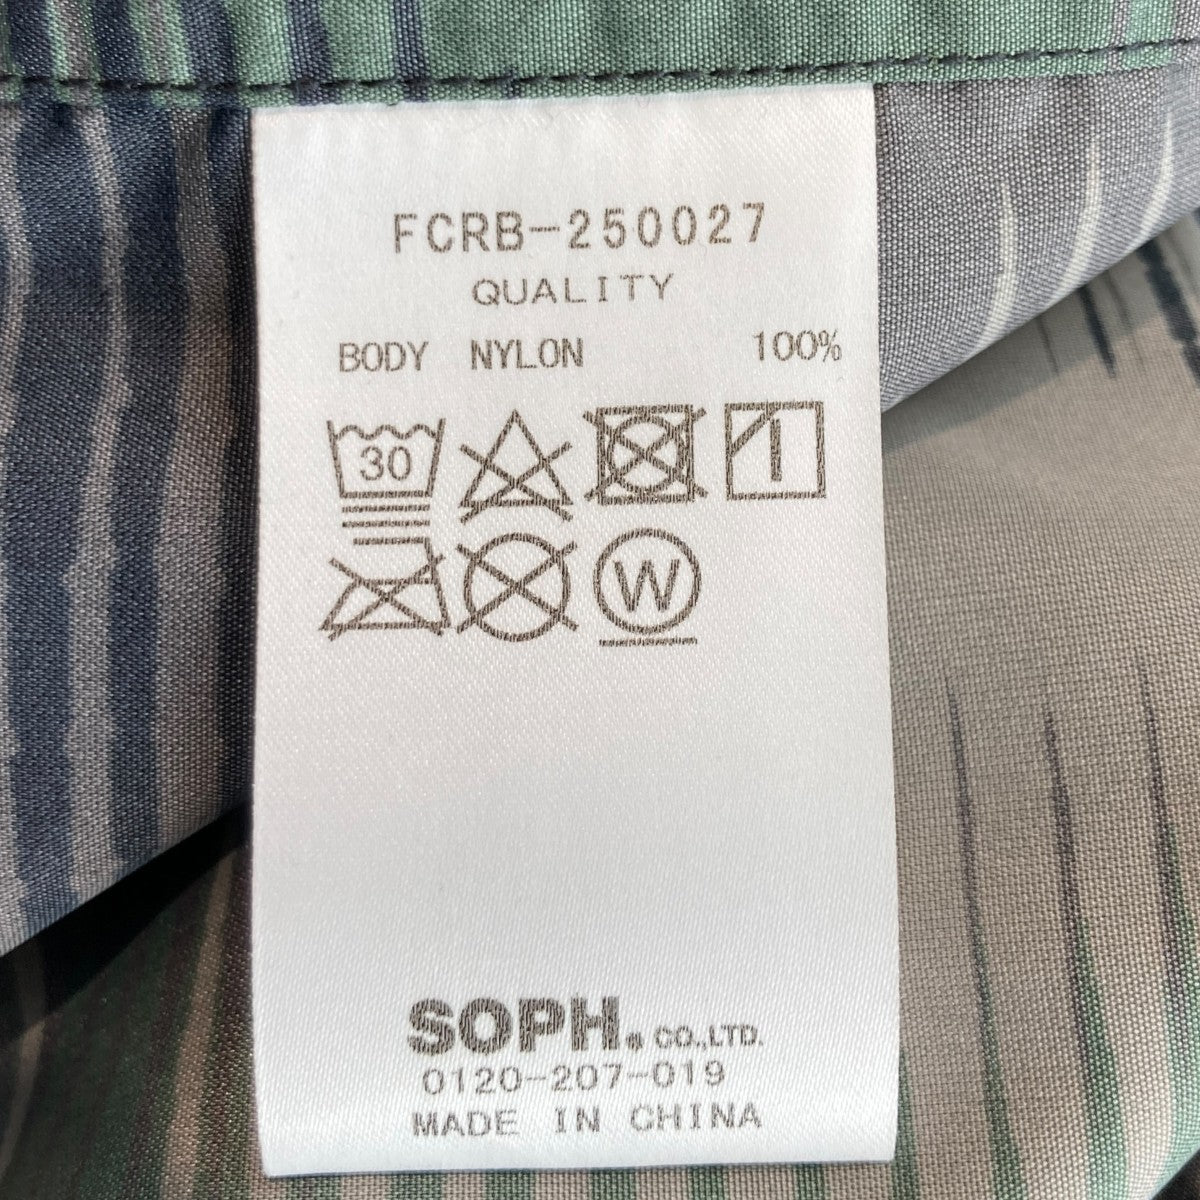 FCRB-250027
QUALITY
BODY NYLON 100%
30
W
SOPH. CO.,LTD.
0120-207-019
MADE IN CHINA